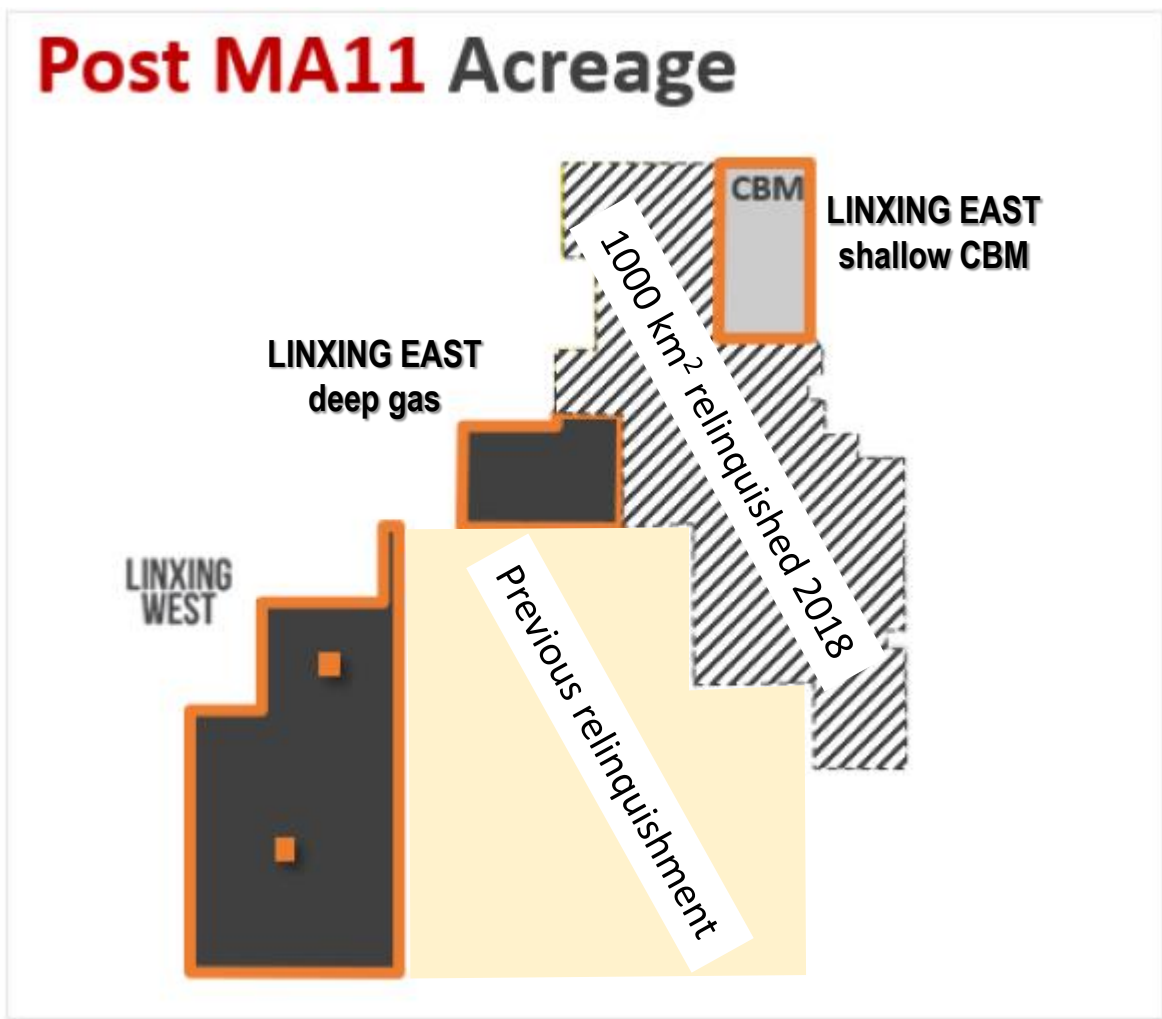 Post MA11 Acreage
CBM
LINXING EAST
shallow CBM
1000 km² relinquished 2018
LINXING EAST
deep gas
LINXING
WEST
Previous relinquishment